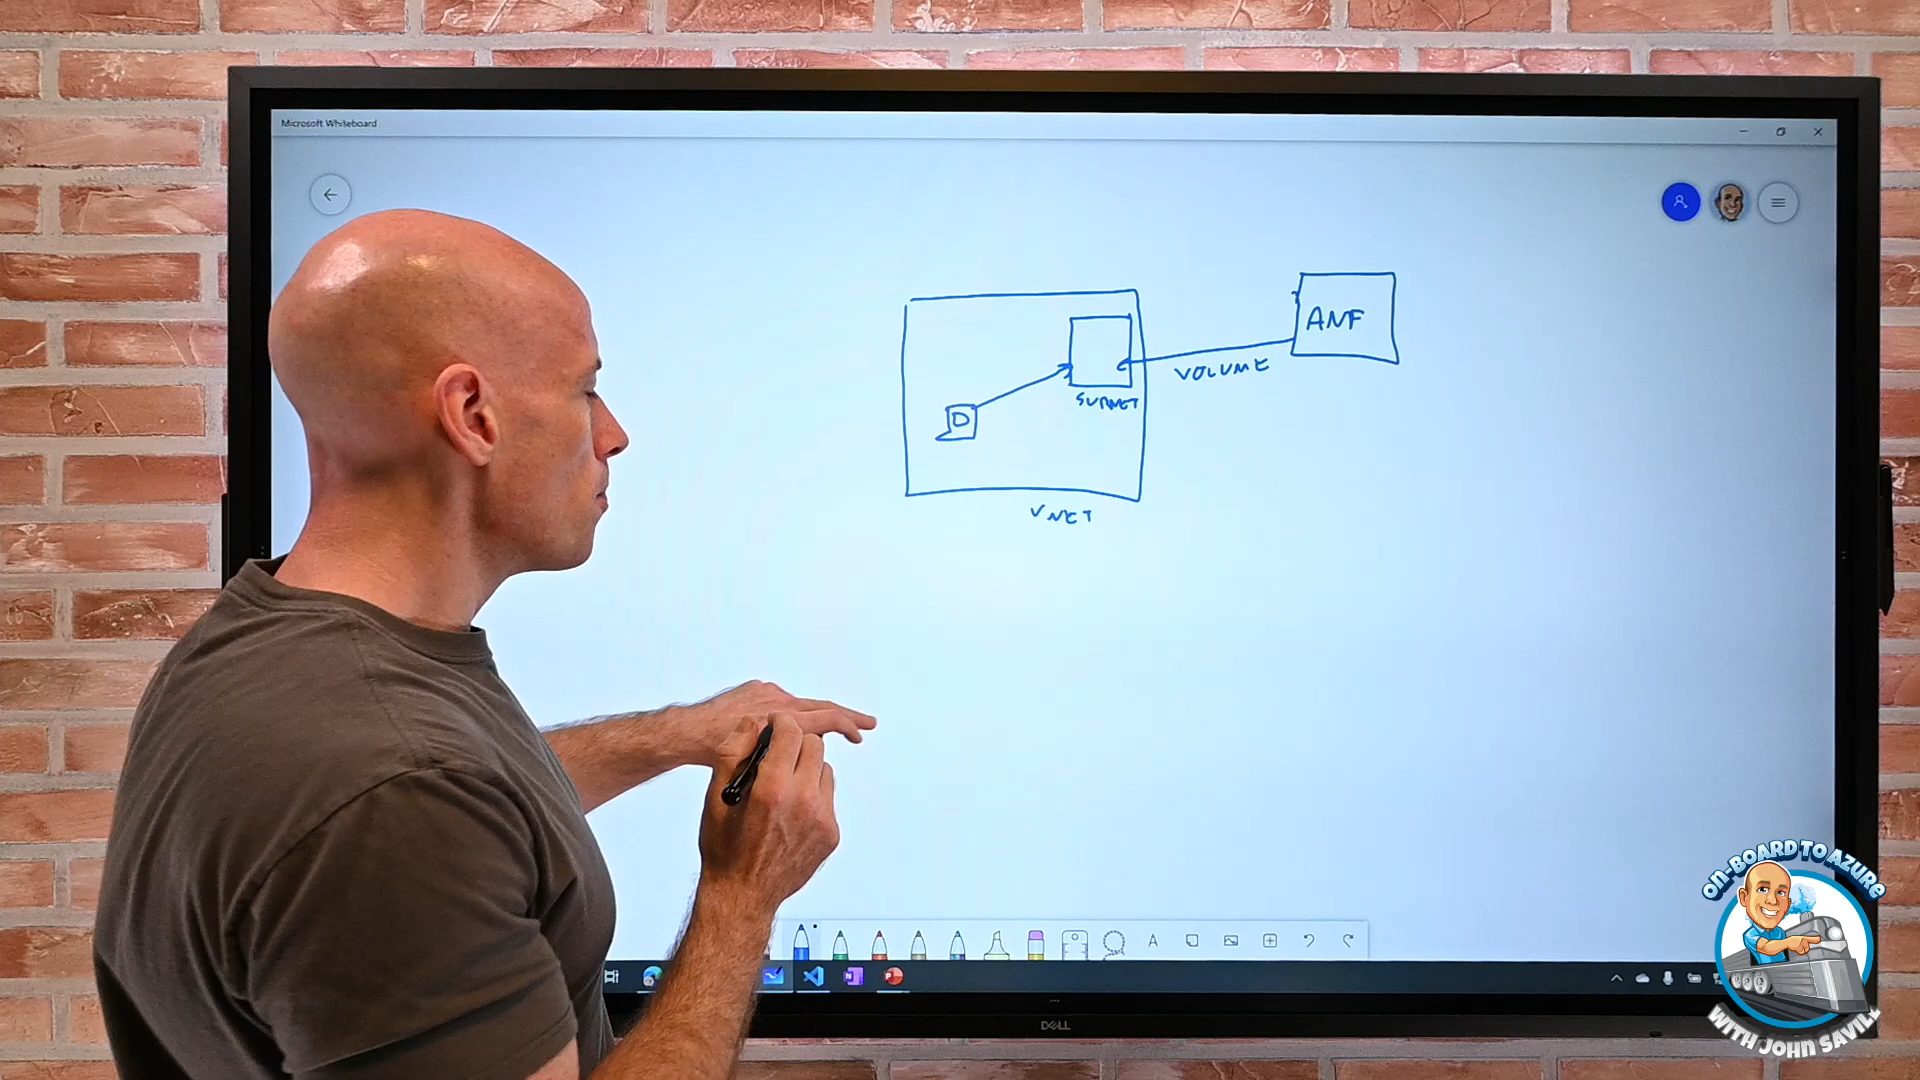 Microsoft Whiteboard
ANF
VOLUME
SUBNET
D
VNET
A
DELL
ON-BOARD TO AZURE
WITH JOHN SAVILL